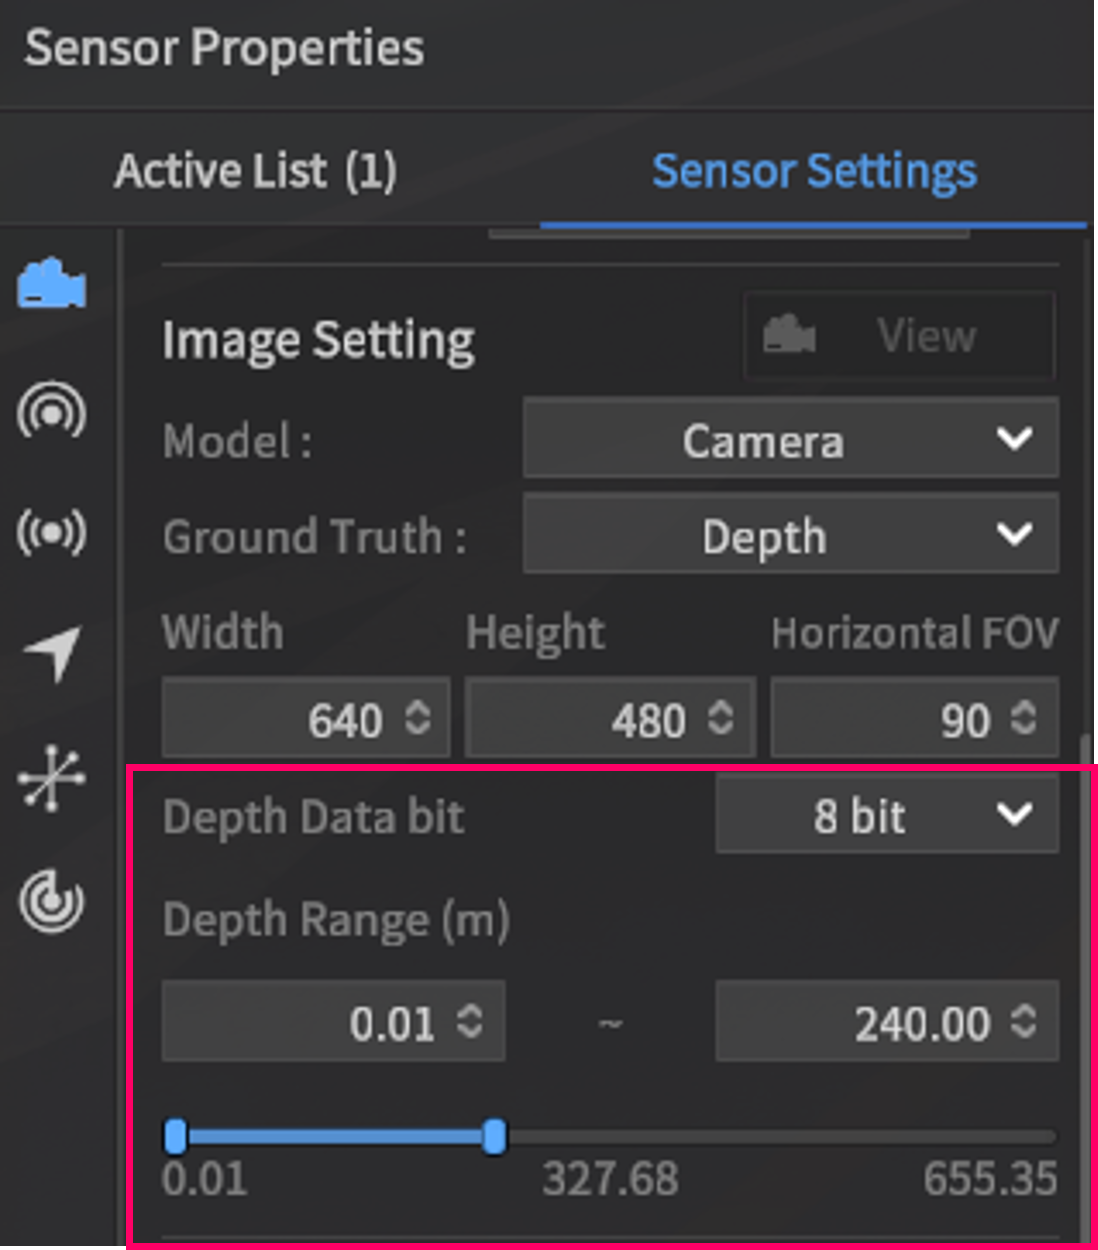 Sensor Properties
Active List (1) Sensor Settings
Image Setting View
Model : Camera
Ground Truth : Depth
Width Height Horizontal FOV
640 480 90
Depth Data bit 8 bit
Depth Range (m)
0.01 ~ 240.00
0.01 327.68 655.35